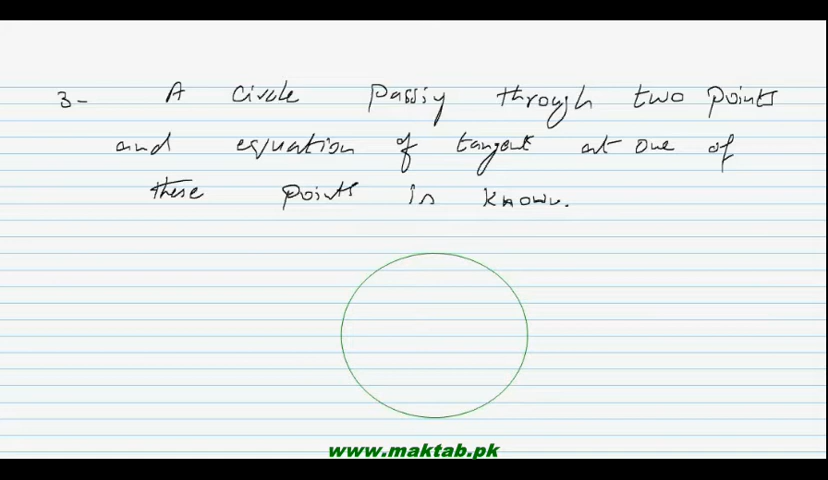 3- A Circle Passiy through two points
and equation of tangent at one of
these points is known.
www.maktab.pk